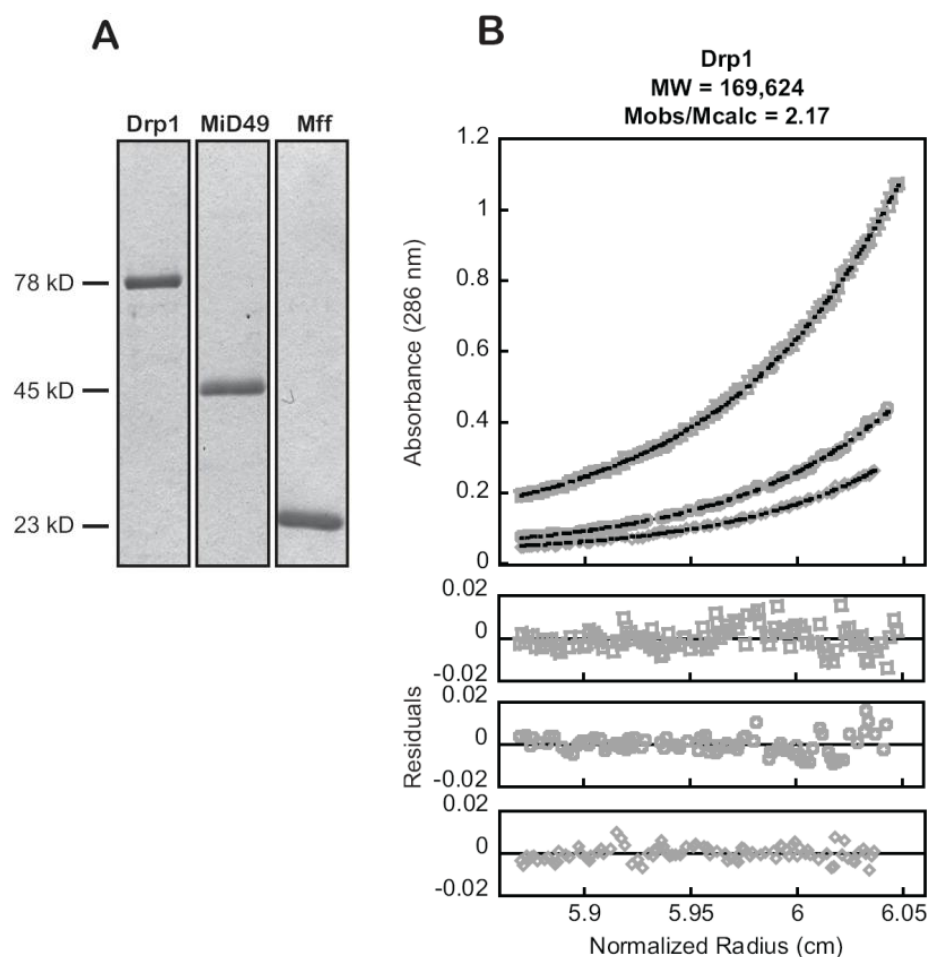 A
Drp1 MiD49 Mff
78 kD
45 kD
23 kD
B
Drp1
MW = 169,624
Mobs/Mcalc = 2.17
Absorbance (286 nm)
1.2
1
0.8
0.6
0.4
0.2
0
Residuals
0.02
0
-0.02
0.02
0
-0.02
0.02
0
-0.02
5.9 5.95 6 6.05
Normalized Radius (cm)